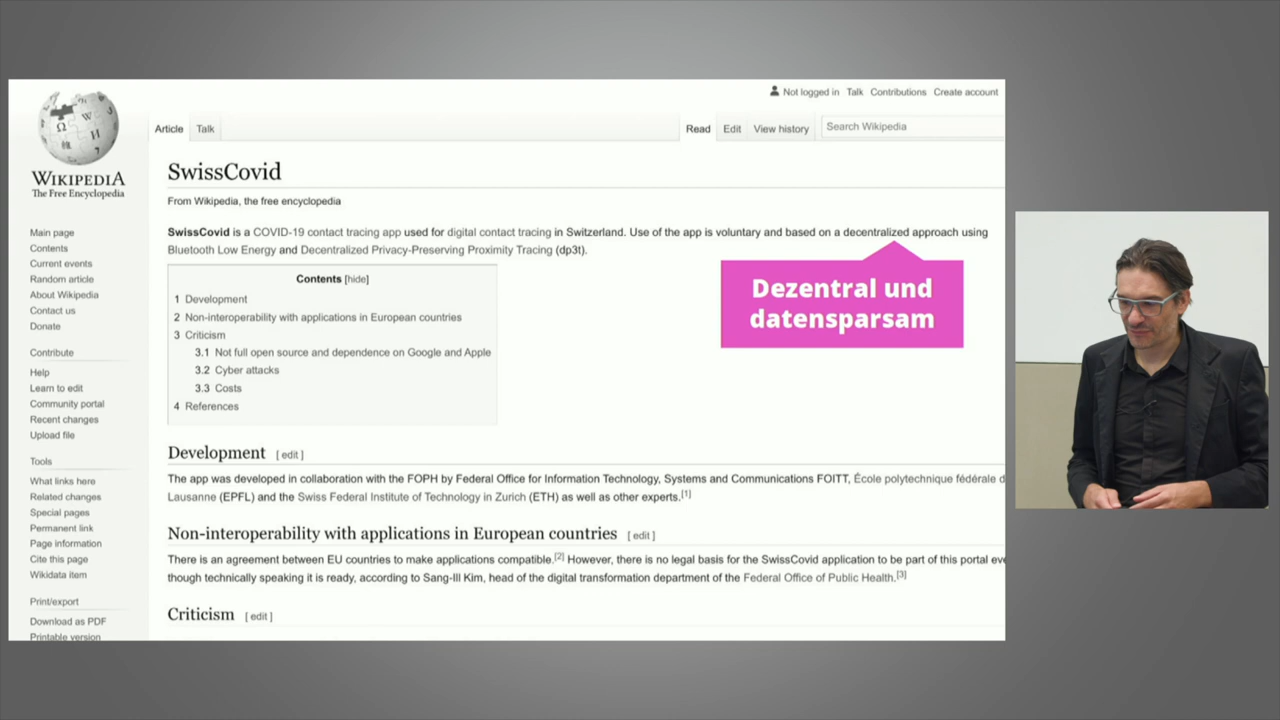 Not logged in Talk Contributions Create account
Article Talk
Read Edit View history Search Wikipedia
WIKIPEDIA
The Free Encyclopedia
Main page
Contents
Current events
Random article
About Wikipedia
Contact us
Donate
Contribute
Help
Learn to edit
Community portal
Recent changes
Upload file
Tools
What links here
Related changes
Special pages
Permanent link
Page information
Cite this page
Wikidata item
Print/export
Download as PDF
Printable version
SwissCovid
From Wikipedia, the free encyclopedia
SwissCovid is a COVID-19 contact tracing app used for digital contact tracing in Switzerland. Use of the app is voluntary and based on a decentralized approach using
Bluetooth Low Energy and Decentralized Privacy-Preserving Proximity Tracing (dp3t).
Dezentral und
datensparsam
Contents [hide]
1 Development
2 Non-interoperability with applications in European countries
3 Criticism
3.1 Not full open source and dependence on Google and Apple
3.2 Cyber attacks
3.3 Costs
4 References
Development [ edit ]
The app was developed in collaboration with the FOPH by Federal Office for Information Technology, Systems and Communications FOITT, École polytechnique fédérale d
Lausanne (EPFL) and the Swiss Federal Institute of Technology in Zurich (ETH) as well as other experts.[1]
Non-interoperability with applications in European countries [ edit ]
There is an agreement between EU countries to make applications compatible.[2] However, there is no legal basis for the SwissCovid application to be part of this portal eve
though technically speaking it is ready, according to Sang-Ill Kim, head of the digital transformation department of the Federal Office of Public Health.[3]
Criticism [ edit ]